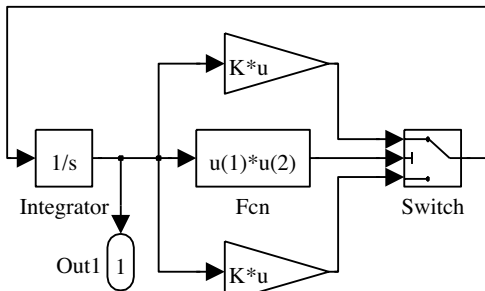 K*u
1/s
u(1)*u(2)
Integrator
Fcn
Switch
Out1
1
K*u